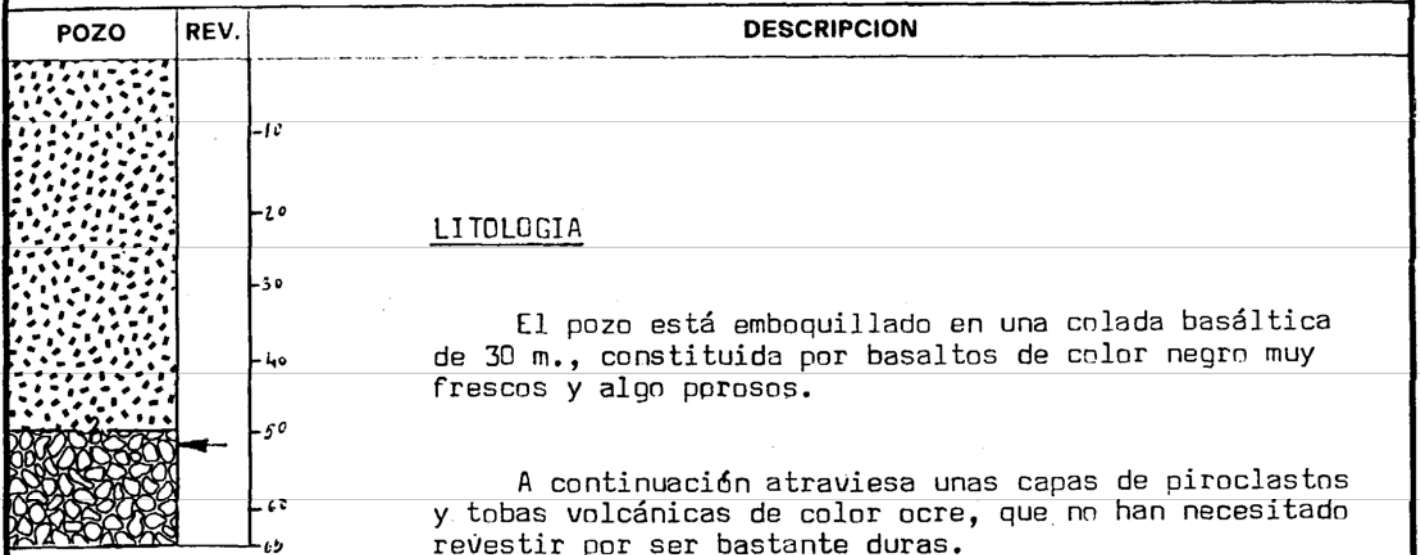 POZO REV. DESCRIPCION
-10
-20
LITOLOGIA
-30
El pozo está emboquillado en una colada basáltica
de 30 m., constituida por basaltos de color negro muy
-40
frescos y algo porosos.
-50
A continuación atraviesa unas capas de piroclastos
-60
y tobas volcánicas de color ocre, que no han necesitado
revestir por ser bastante duras.